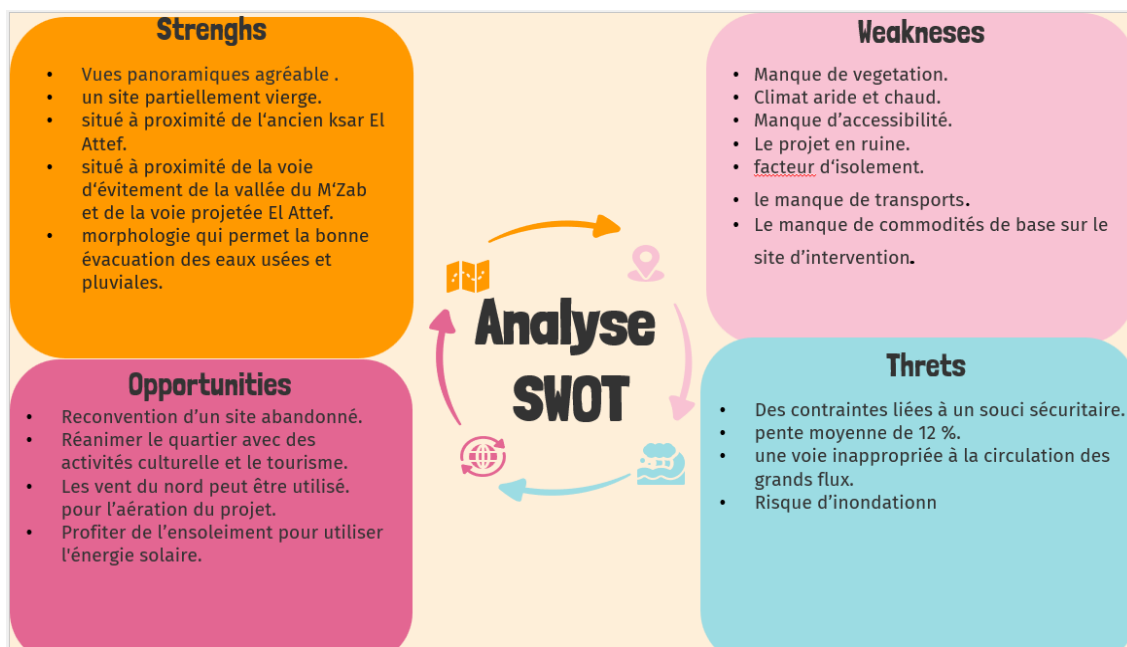 Strenghs
• Vues panoramiques agréable .
• un site partiellement vierge.
• situé à proximité de l‘ancien ksar El
Attef.
• situé à proximité de la voie
d‘évitement de la vallée du M‘Zab
et de la voie projetée El Attef.
• morphologie qui permet la bonne
évacuation des eaux usées et
pluviales.
Weakneses
• Manque de vegetation.
• Climat aride et chaud.
• Manque d’accessibilité.
• Le projet en ruine.
• facteur d‘isolement.
• le manque de transports.
• Le manque de commodités de base sur le
site d’intervention.
Analyse
SWOT
Opportunities
• Reconvention d’un site abandonné.
• Réanimer le quartier avec des
activités culturelle et le tourisme.
• Les vent du nord peut être utilisé.
pour l’aération du projet.
• Profiter de l’ensoleiment pour utiliser
l'énergie solaire.
Threts
• Des contraintes liées à un souci sécuritaire.
• pente moyenne de 12 %.
• une voie inappropriée à la circulation des
grands flux.
• Risque d’inondationn